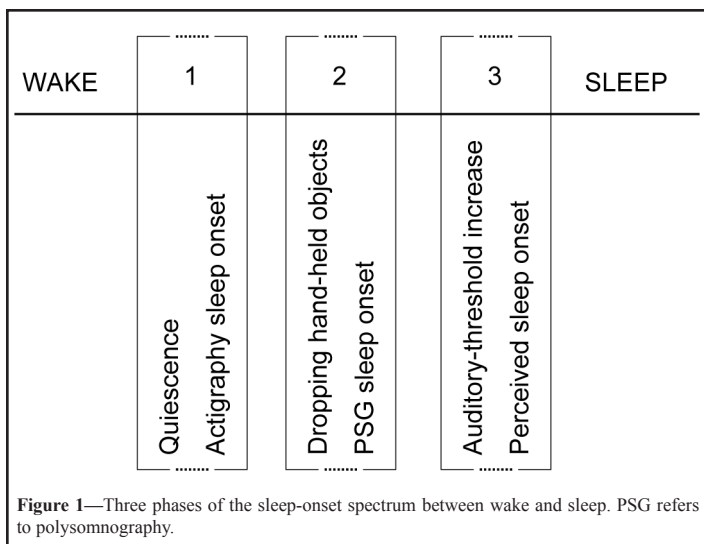 WAKE
1
2
3
SLEEP
Quiescence
Actigraphy sleep onset
Dropping hand-held objects
PSG sleep onset
Auditory-threshold increase
Perceived sleep onset
Figure 1—Three phases of the sleep-onset spectrum between wake and sleep. PSG refers
to polysomnography.